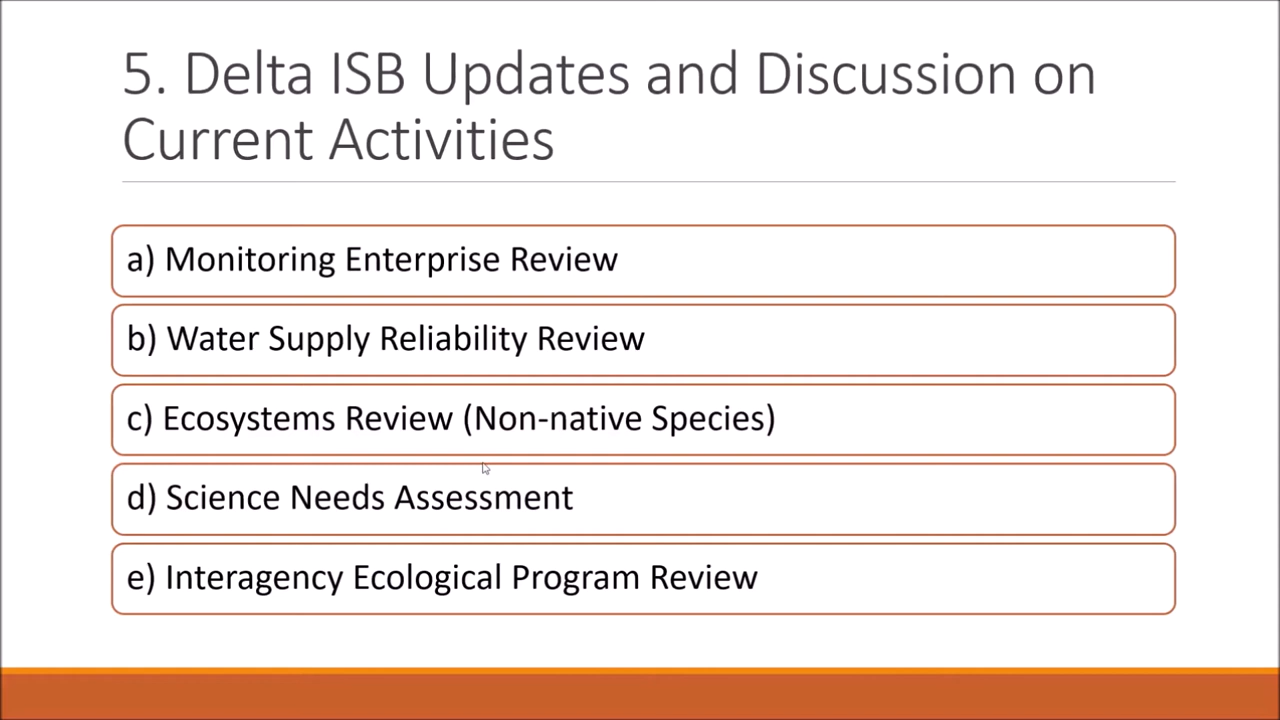 5. Delta ISB Updates and Discussion on
Current Activities
a) Monitoring Enterprise Review
b) Water Supply Reliability Review
c) Ecosystems Review (Non-native Species)
d) Science Needs Assessment
e) Interagency Ecological Program Review